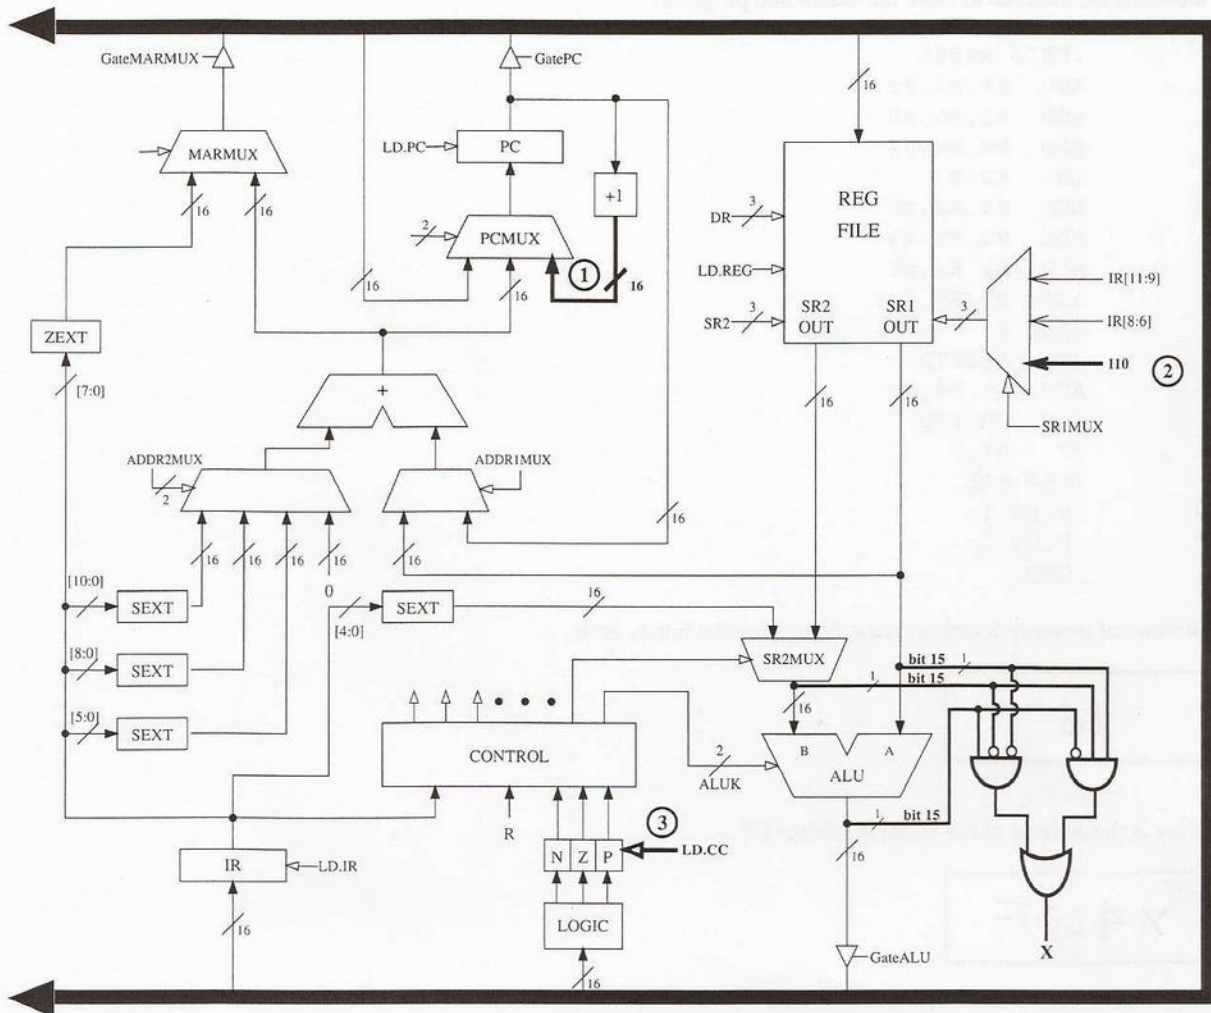 GateMARMUX
GatePC
16
MARMUX
LD.PC
PC
+1
REG
FILE
3
DR
2
PCMUX
1
16
16
16
16
16
LD.REG
IR[11:9]
3
SR2
SR2
OUT
SR1
OUT
3
IR[8:6]
ZEXT
110
2
[7:0]
+
16
16
SR1MUX
ADDR2MUX
2
ADDR1MUX
16
16
16
16
16
16
0
[10:0]
SEXT
[4:0]
SEXT
16
[8:0]
SEXT
SR2MUX
bit 15
1
1
bit 15
16
[5:0]
SEXT
CONTROL
2
ALUK
B
A
ALU
1
bit 15
R
3
IR
LD.IR
N
Z
P
LD.CC
16
16
LOGIC
X
GateALU
16